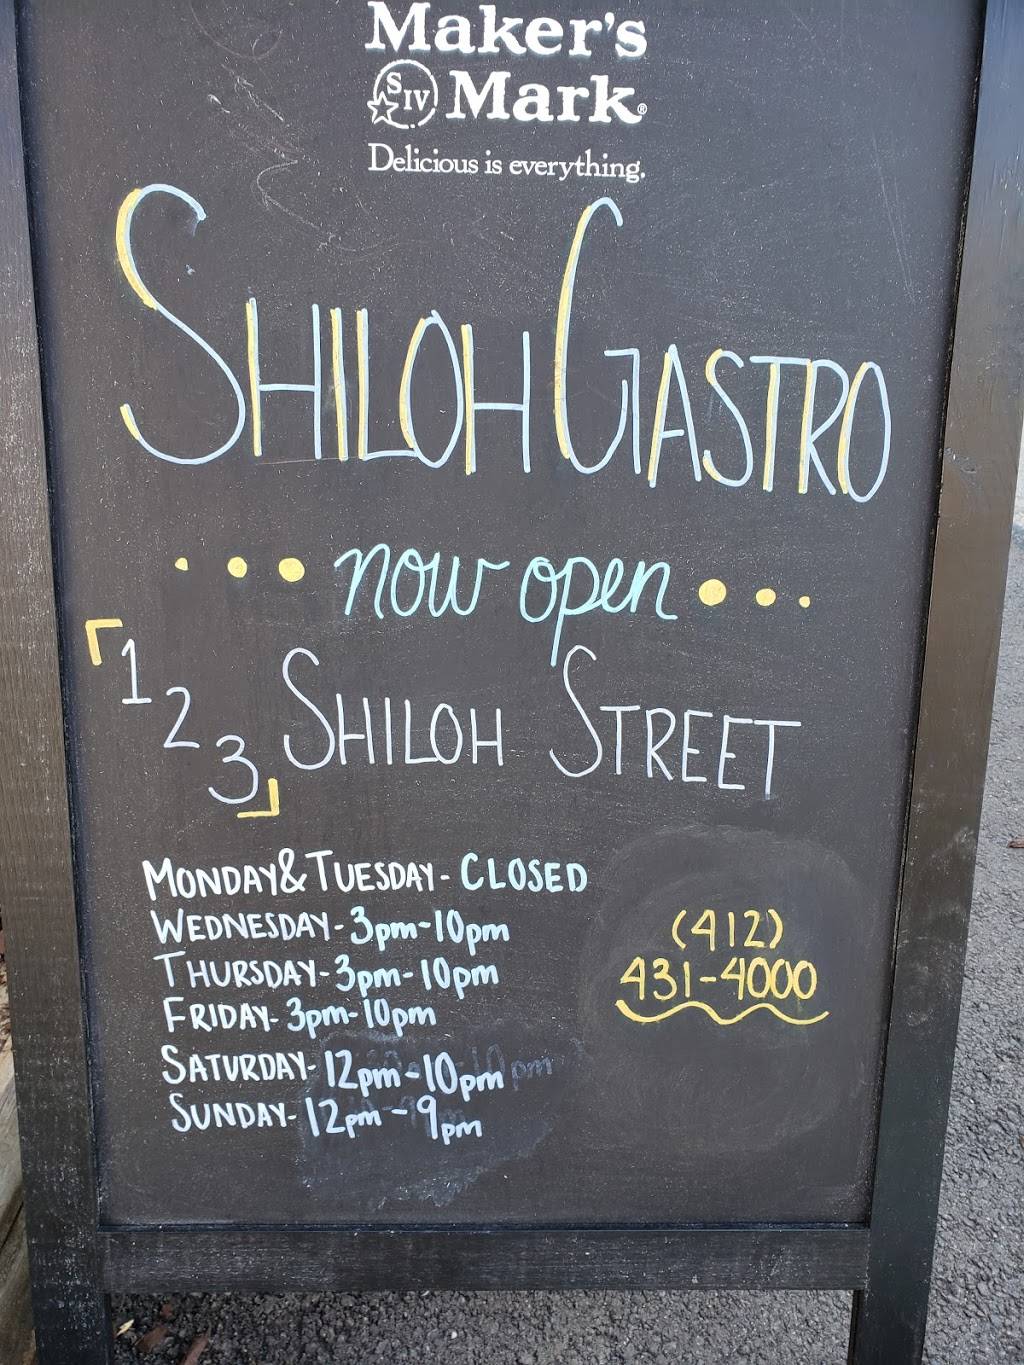 Maker's
SIV Mark®
Delicious is everything.
SHILOH GASTRO
now open
123 SHILOH STREET
MONDAY & TUESDAY - CLOSED
WEDNESDAY - 3pm - 10pm
THURSDAY - 3pm - 10pm
FRIDAY - 3pm - 10pm
SATURDAY - 12pm - 10pm
SUNDAY - 12pm - 9pm
(412)
431-4000